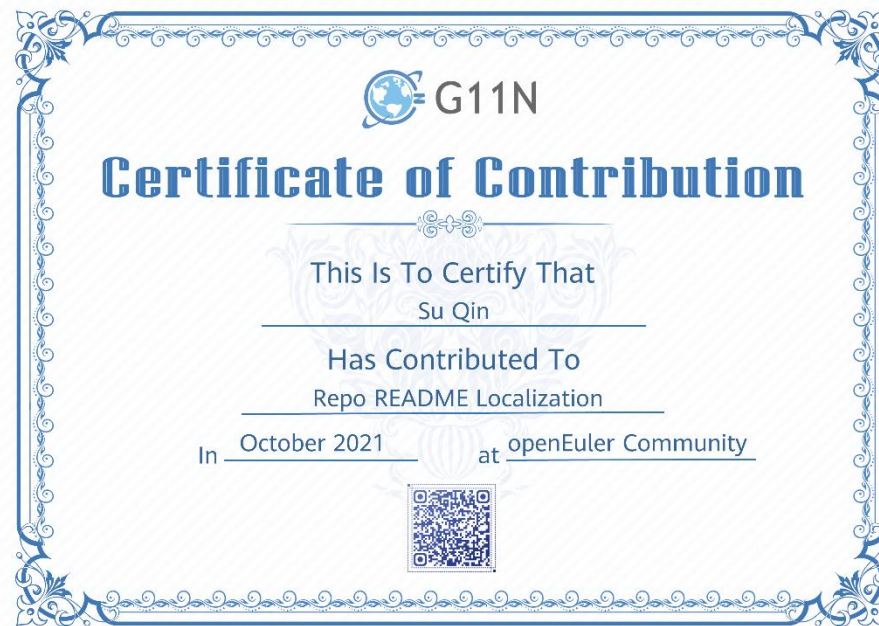 G11N
Certificate of Contribution
This Is To Certify That
Su Qin
Has Contributed To
Repo README Localization
In October 2021 at openEuler Community